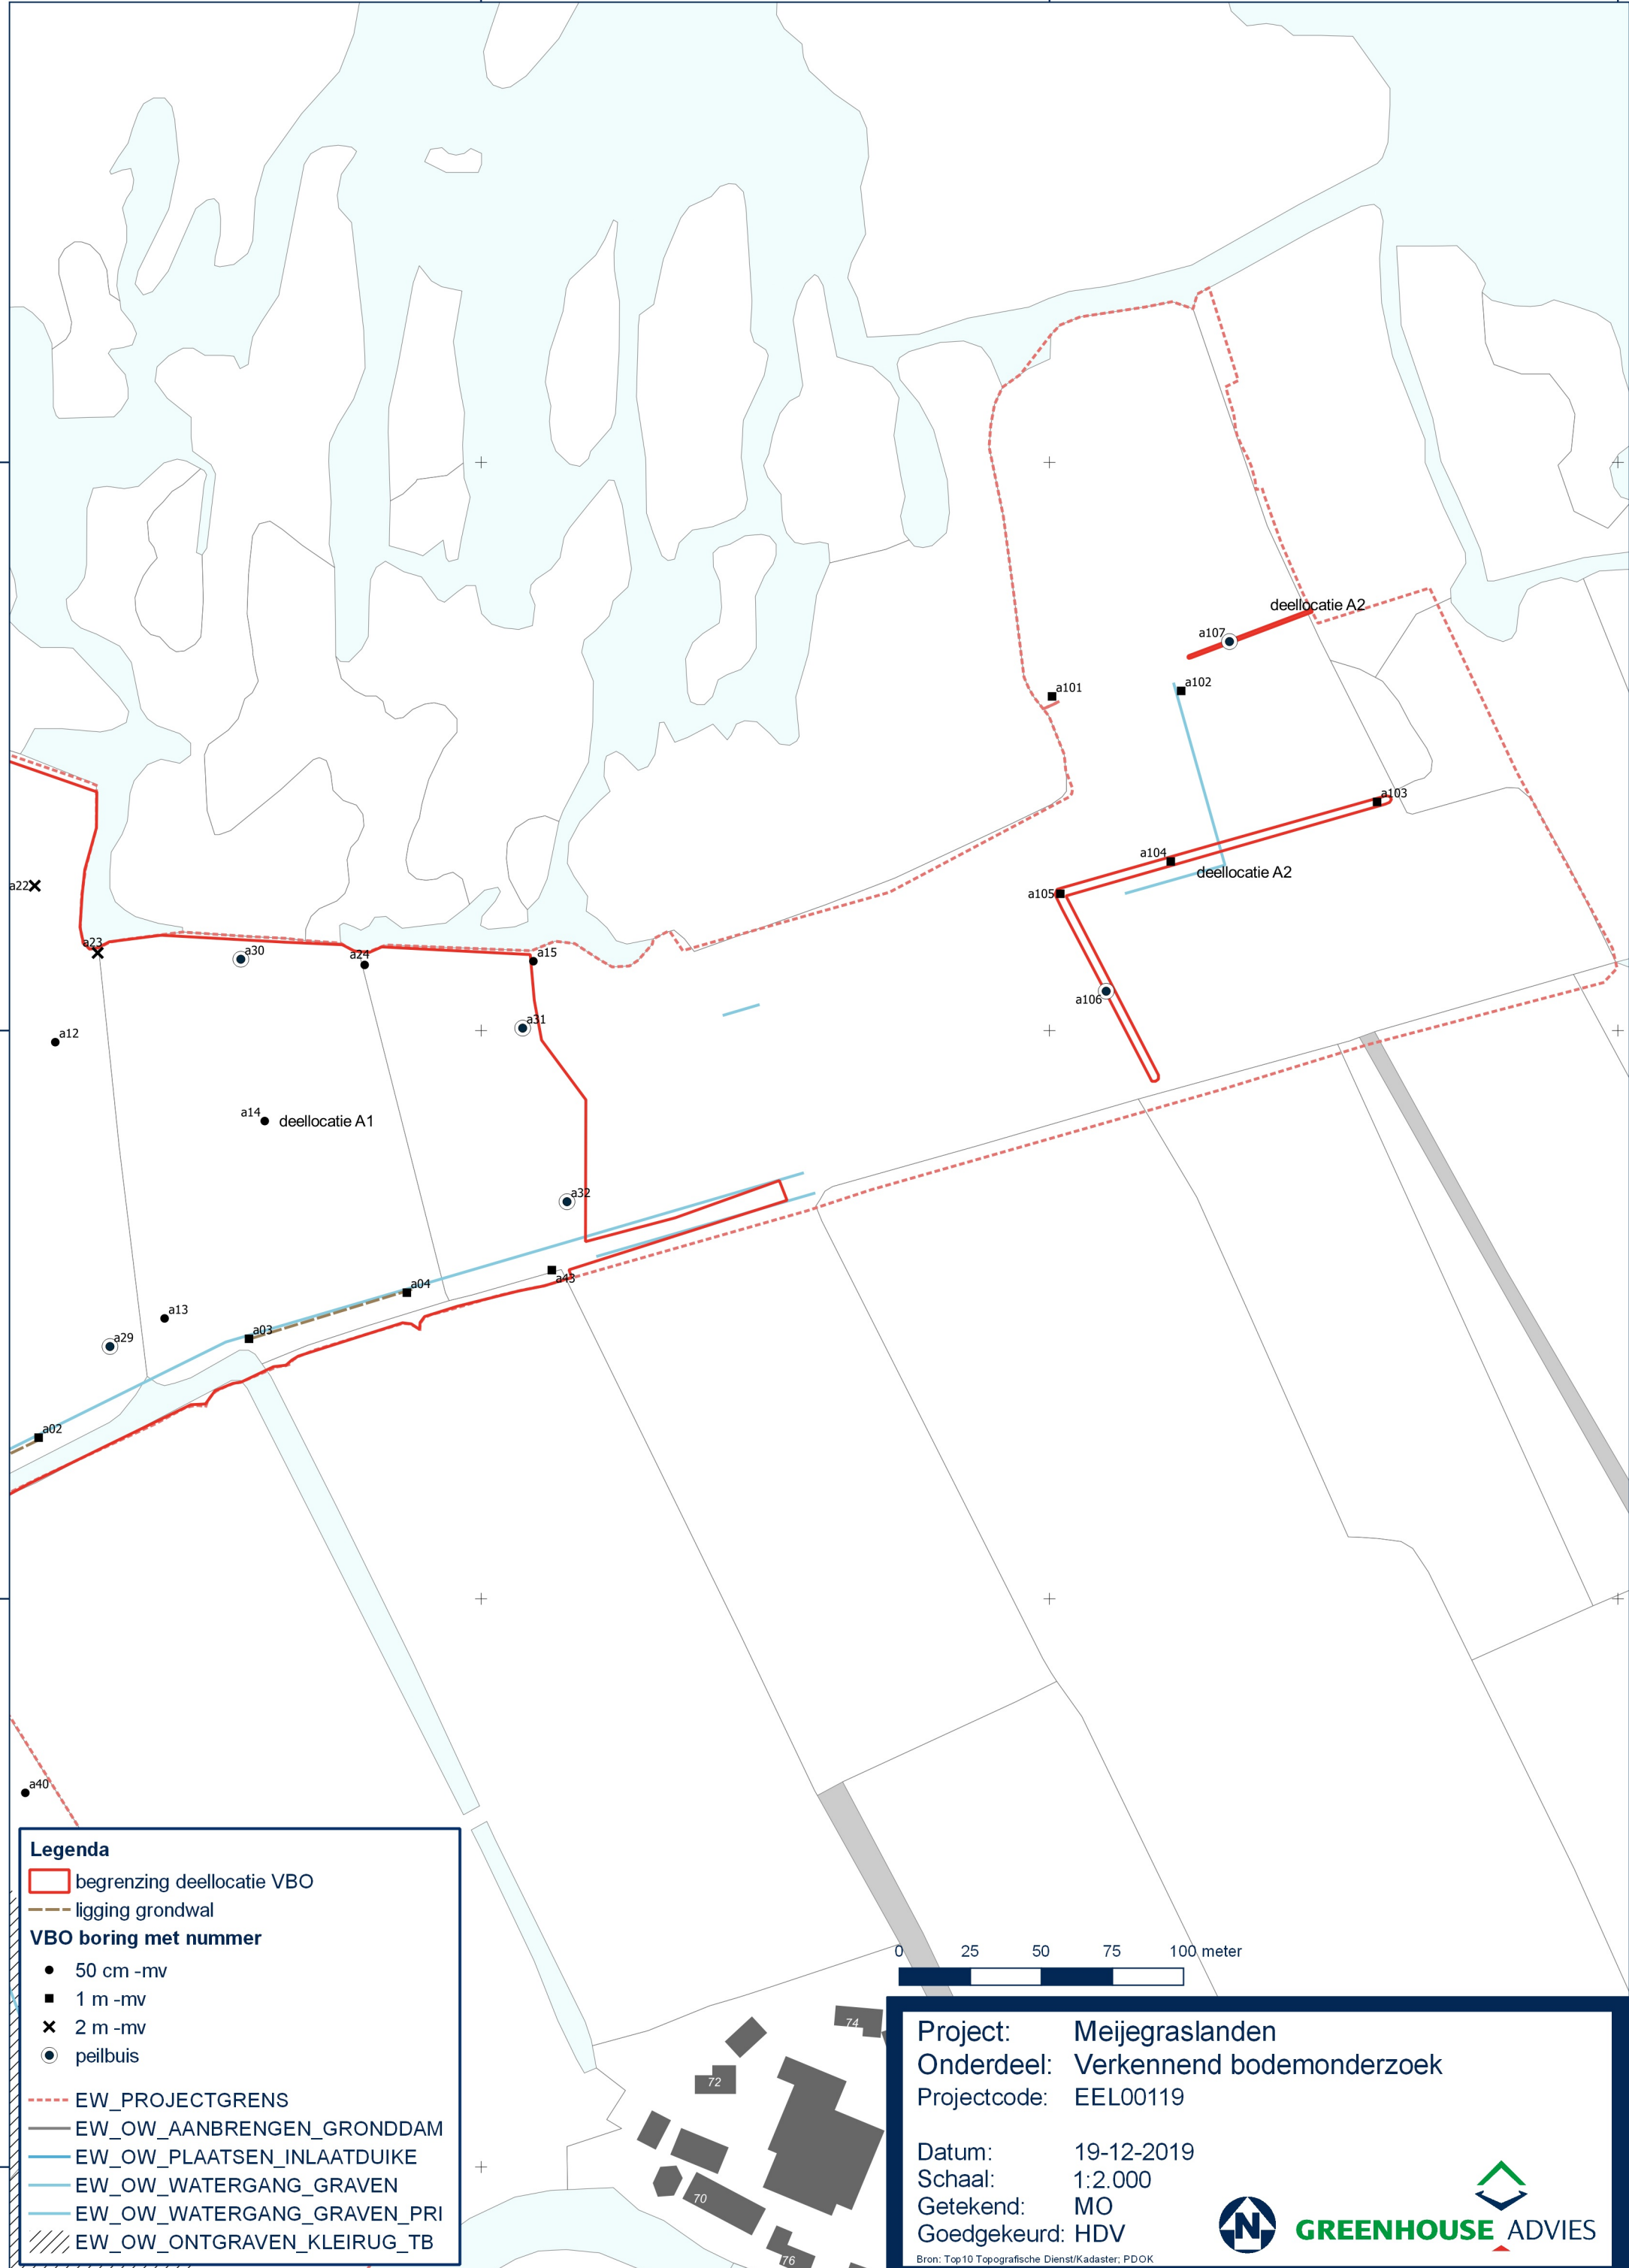 deellocatie A2
a107
a102
a101
a103
a104
deellocatie A2
a105
a22
a23
a30
a24
a15
a106
a31
a12
a14
deellocatie A1
a32
a43
a04
a13
a03
a29
a02
a40
Legenda
begrenzing deellocatie VBO
ligging grondwal
VBO boring met nummer
50 cm -mv
1 m -mv
2 m -mv
peilbuis
EW_PROJECTGRENS
EW_OW_AANBRENGEN_GRONDDAM
EW_OW_PLAATSEN_INLAATDUIKE
EW_OW_WATERGANG_GRAVEN
EW_OW_WATERGANG_GRAVEN_PRI
EW_OW_ONTGRAVEN_KLEIRUG_TB
0 25 50 75 100 meter
74
72
70
76
Project: Meijegraslanden
Onderdeel: Verkennend bodemonderzoek
Projectcode: EEL00119
Datum: 19-12-2019
Schaal: 1:2.000
Getekend: MO
Goedgekeurd: HDV
Bron: Top10 Topografische Dienst/Kadaster; PDOK
N
GREENHOUSE ADVIES